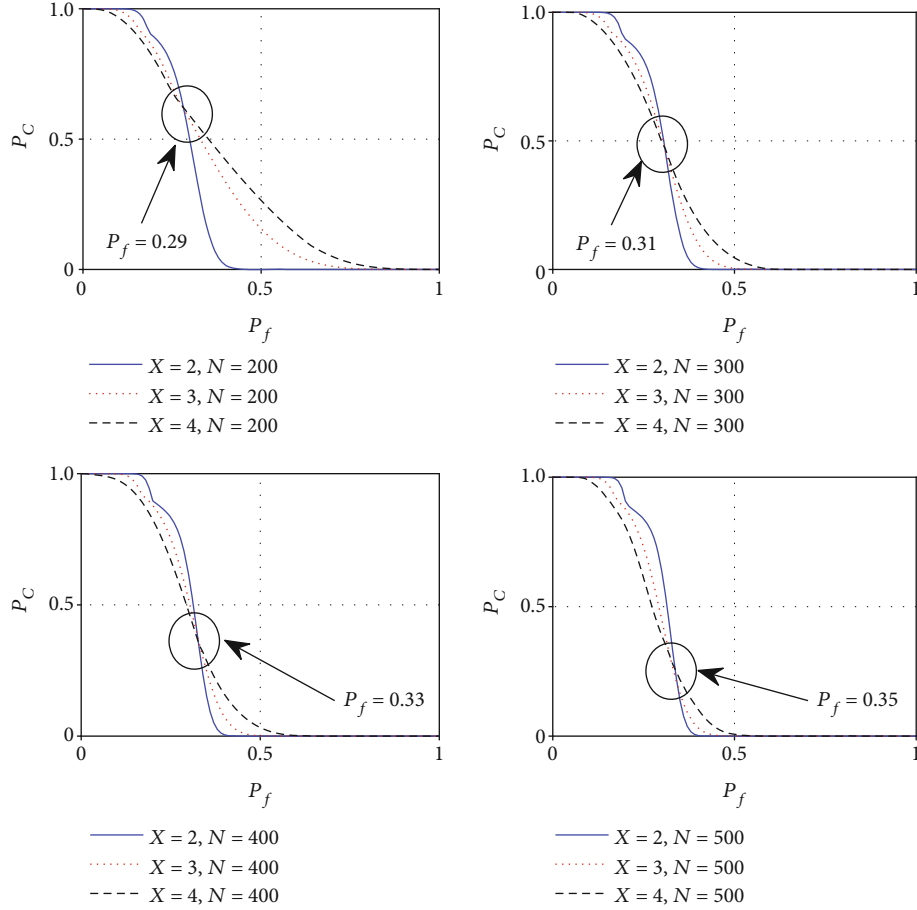 1.0
P_C
0.5
P_f = 0.29
0
0
0.5
1
P_f
X = 2, N = 200
X = 3, N = 200
X = 4, N = 200
1.0
P_C
0.5
P_f = 0.31
0
0
0.5
1
P_f
X = 2, N = 300
X = 3, N = 300
X = 4, N = 300
1.0
P_C
0.5
P_f = 0.33
0
0
0.5
1
P_f
X = 2, N = 400
X = 3, N = 400
X = 4, N = 400
1.0
P_C
0.5
P_f = 0.35
0
0
0.5
1
P_f
X = 2, N = 500
X = 3, N = 500
X = 4, N = 500